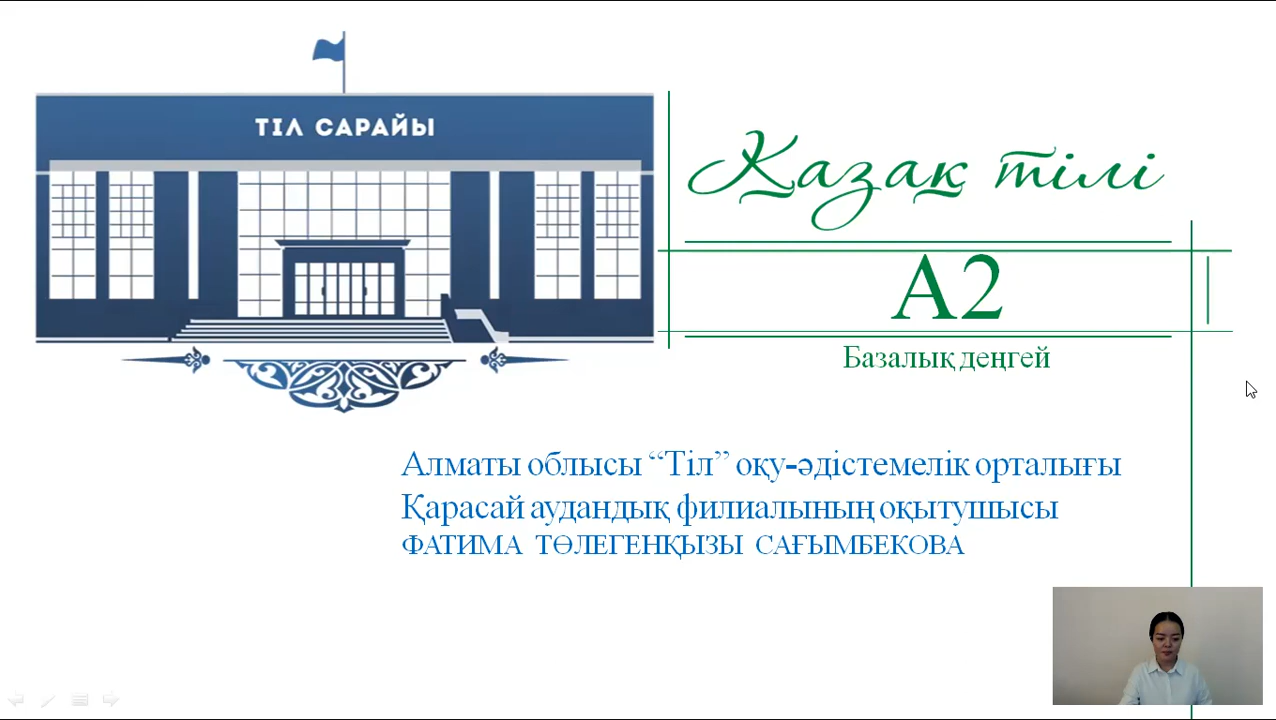 ТІЛ САРАЙЫ
Қазақ тілі
А2
Базалық деңгей
Алматы облысы “Тіл” оқу-әдістемелік орталығы
Қарасай аудандық филиалының оқытушысы
ФАТИМА ТӨЛЕГЕНҚЫЗЫ САҒЫМБЕКОВА